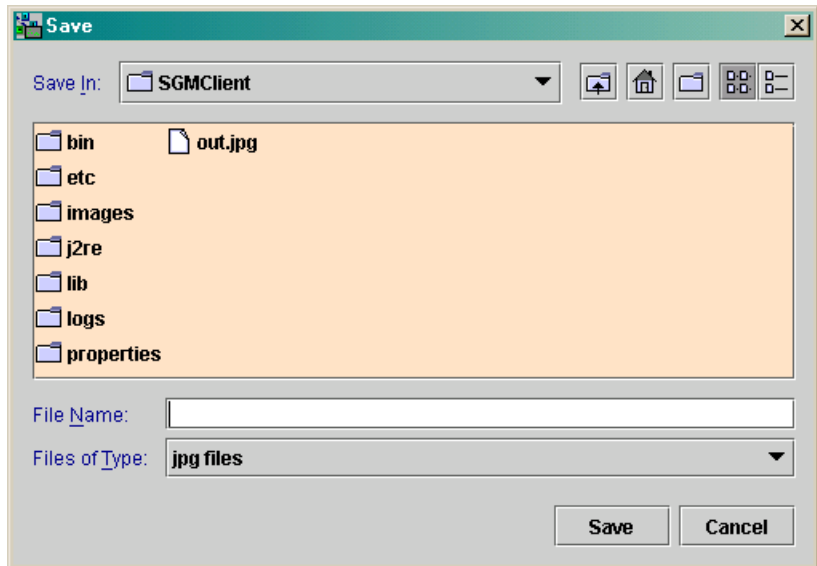 Save
Save In: SGMClient
bin out.jpg
etc
images
j2re
lib
logs
properties
File Name:
Files of Type: jpg files
Save Cancel